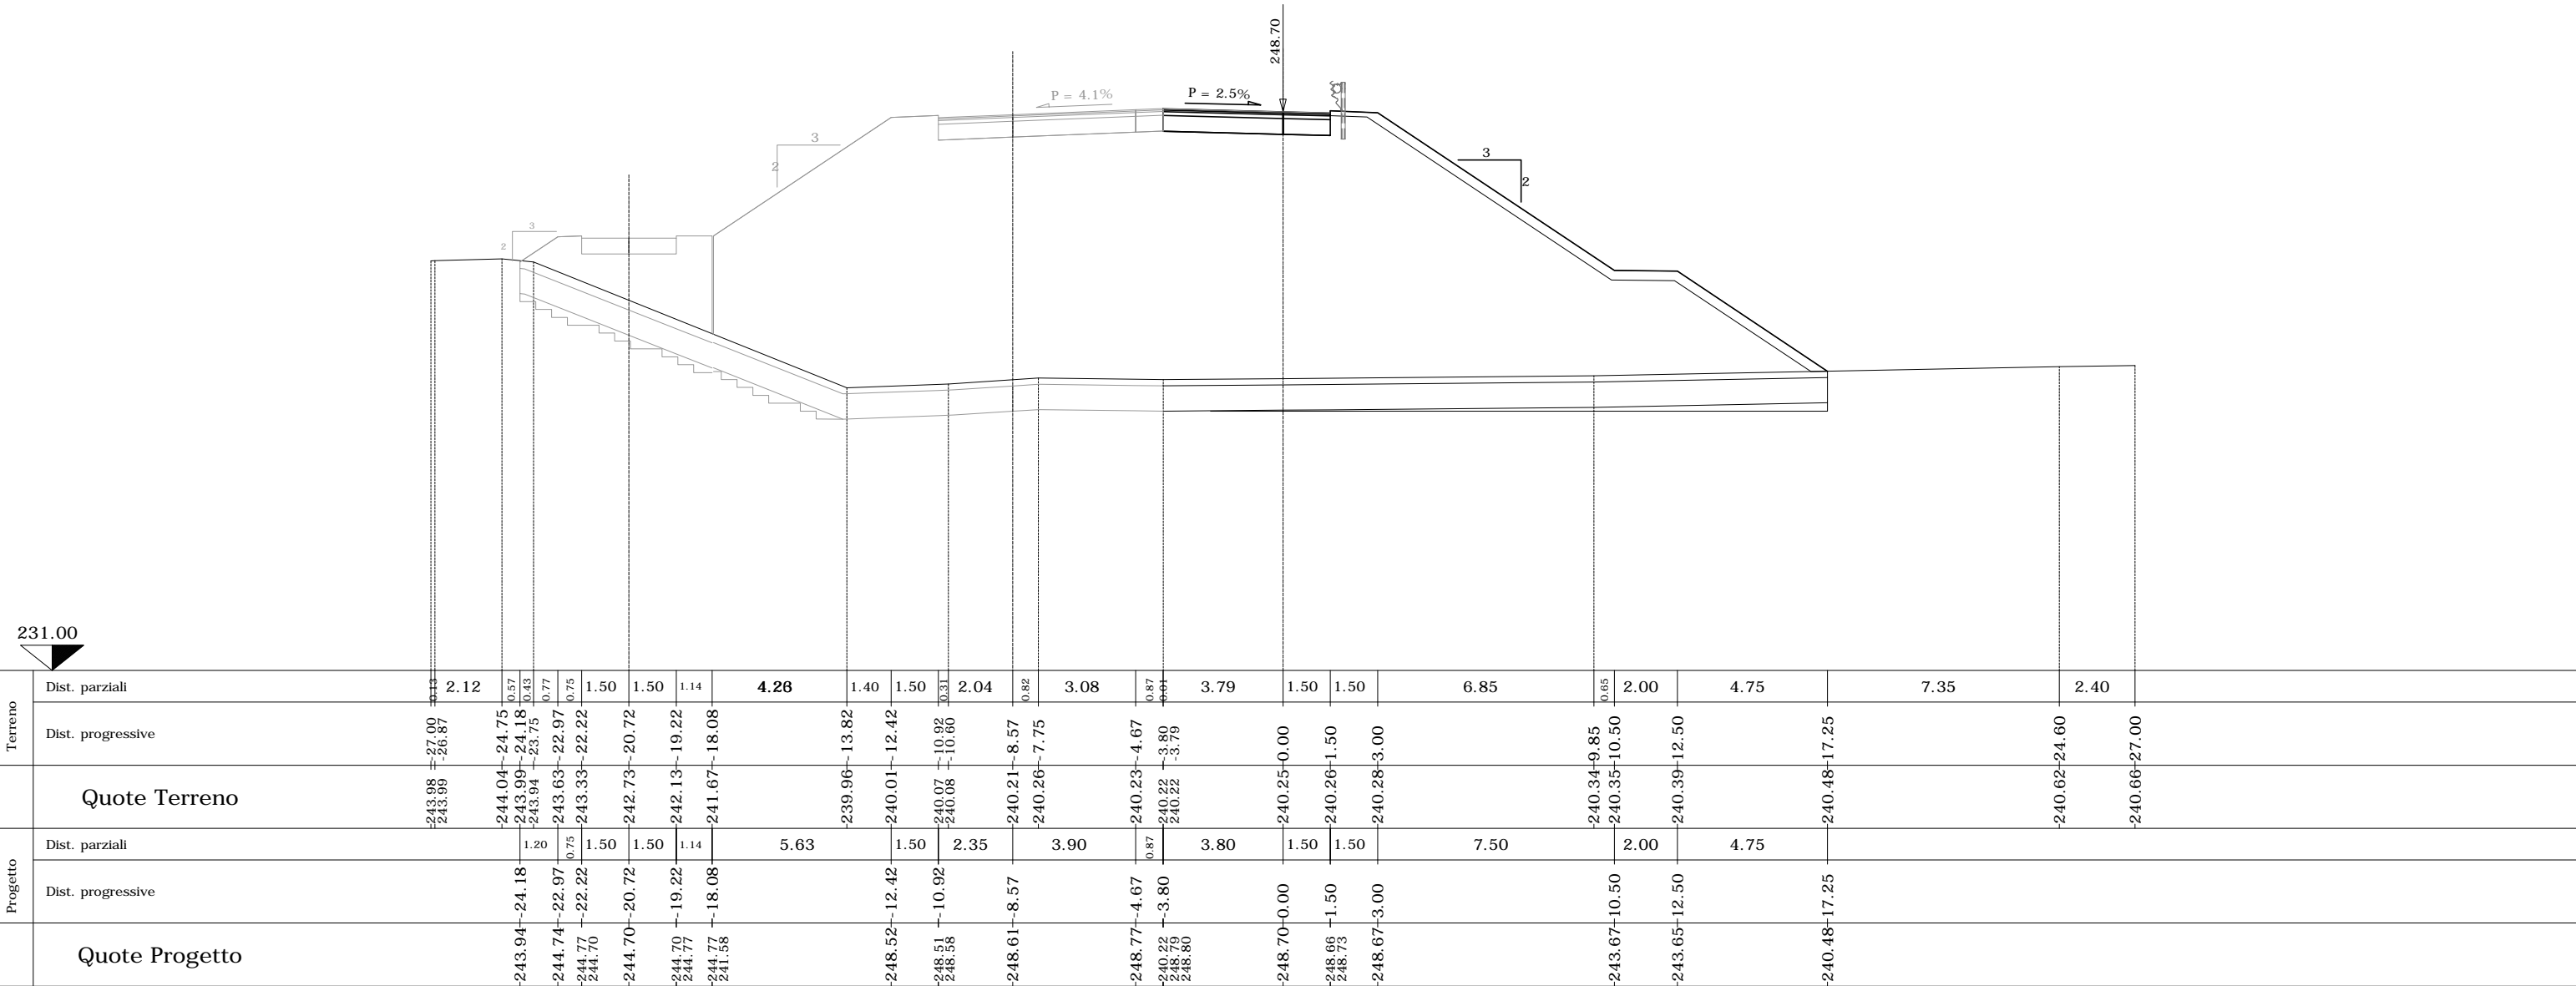 248.70
P = 4.1%
P = 2.5%
3
2
3
2
3
2
231.00
Terreno
Dist. parziali
0.13 2.12 0.57 0.43 0.77 0.75 1.50 1.50 1.14 4.26 1.40 1.50 0.31 2.04 0.82 3.08 0.87 0.01 3.79 1.50 1.50 6.85 0.65 2.00 4.75 7.35 2.40
Dist. progressive
-27.00 -26.87 -24.75 -24.18 -23.75 -22.97 -22.22 -20.72 -19.22 -18.08 -13.82 -12.42 -10.92 -10.60 -8.57 -7.75 -4.67 -3.80 -3.79 0.00 1.50 3.00 9.85 10.50 12.50 17.25 24.60 27.00
Quote Terreno
243.98 243.99 244.04 243.99 243.94 243.63 243.33 242.73 242.13 241.67 239.96 240.01 240.07 240.08 240.21 240.26 240.23 240.22 240.22 240.25 240.26 240.28 240.34 240.35 240.39 240.48 240.62 240.66
Progetto
Dist. parziali
1.20 0.75 1.50 1.50 1.14 5.63 1.50 2.35 3.90 0.87 3.80 1.50 1.50 7.50 2.00 4.75
Dist. progressive
-24.18 -22.97 -22.22 -20.72 -19.22 -18.08 -12.42 -10.92 -8.57 -4.67 -3.80 0.00 1.50 3.00 10.50 12.50 17.25
Quote Progetto
243.94 244.74 244.77 244.70 244.70 244.70 244.77 244.77 241.58 248.52 248.51 248.58 248.61 248.77 240.22 248.79 248.80 248.70 248.66 248.73 248.67 243.67 243.65 240.48